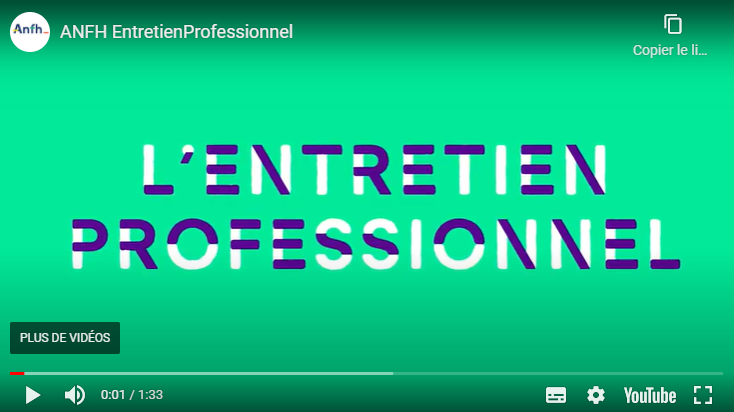 Anfh
ANFH EntretienProfessionnel
Copier le li...
L'ENTRETIEN
PROFESSIONNEL
PLUS DE VIDÉOS
0:01 / 1:33
YouTube